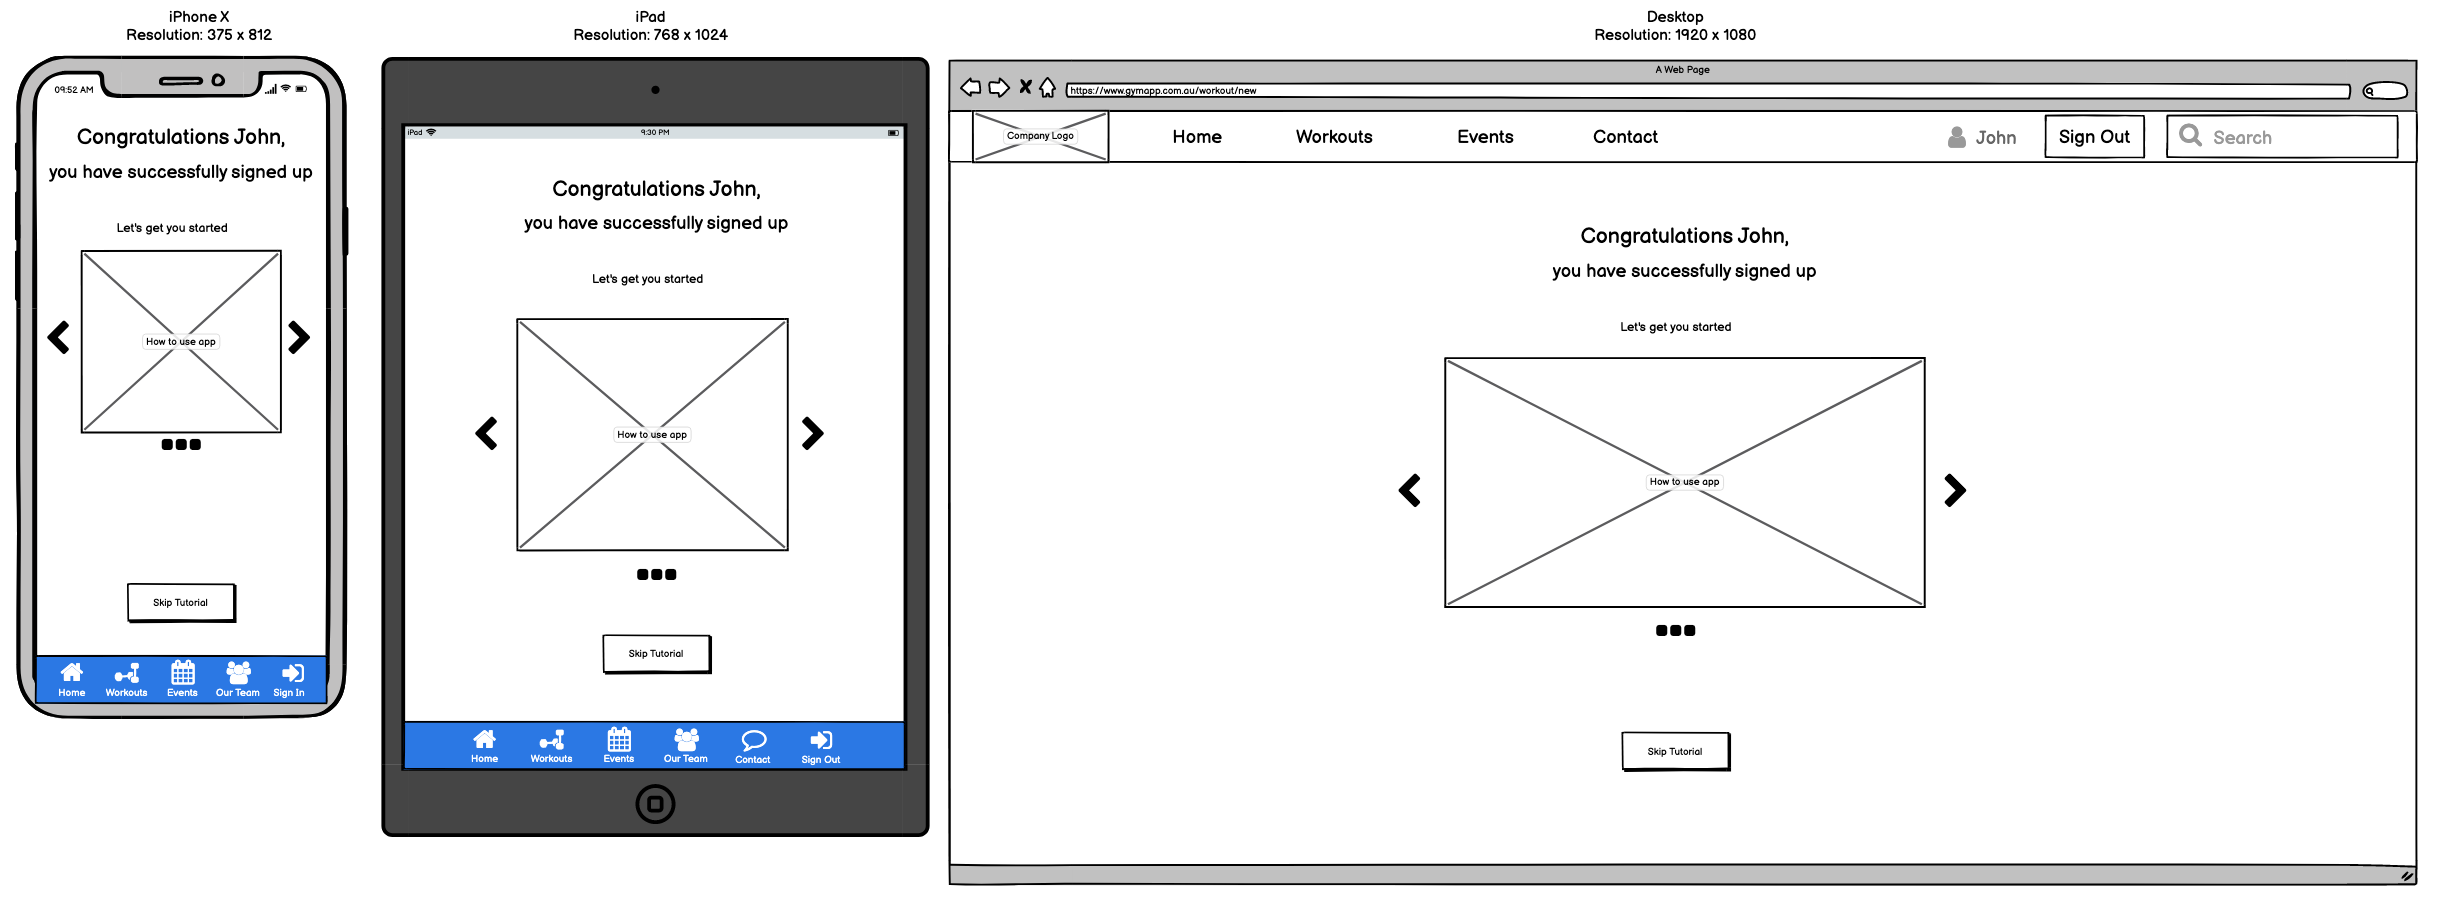 iPhone X
Resolution: 375 x 812
09:52 AM
Congratulations John,
you have successfully signed up
Let's get you started
How to use app
Skip Tutorial
Home Workouts Events Our Team Sign In
iPad
Resolution: 768 x 1024
iPad 9:30 PM
Congratulations John,
you have successfully signed up
Let's get you started
How to use app
Skip Tutorial
Home Workouts Events Our Team Contact Sign Out
Desktop
Resolution: 1920 x 1080
A Web Page
https://www.gymapp.com.au/workout/new
Company Logo Home Workouts Events Contact John Sign Out Search
Congratulations John,
you have successfully signed up
Let's get you started
How to use app
Skip Tutorial